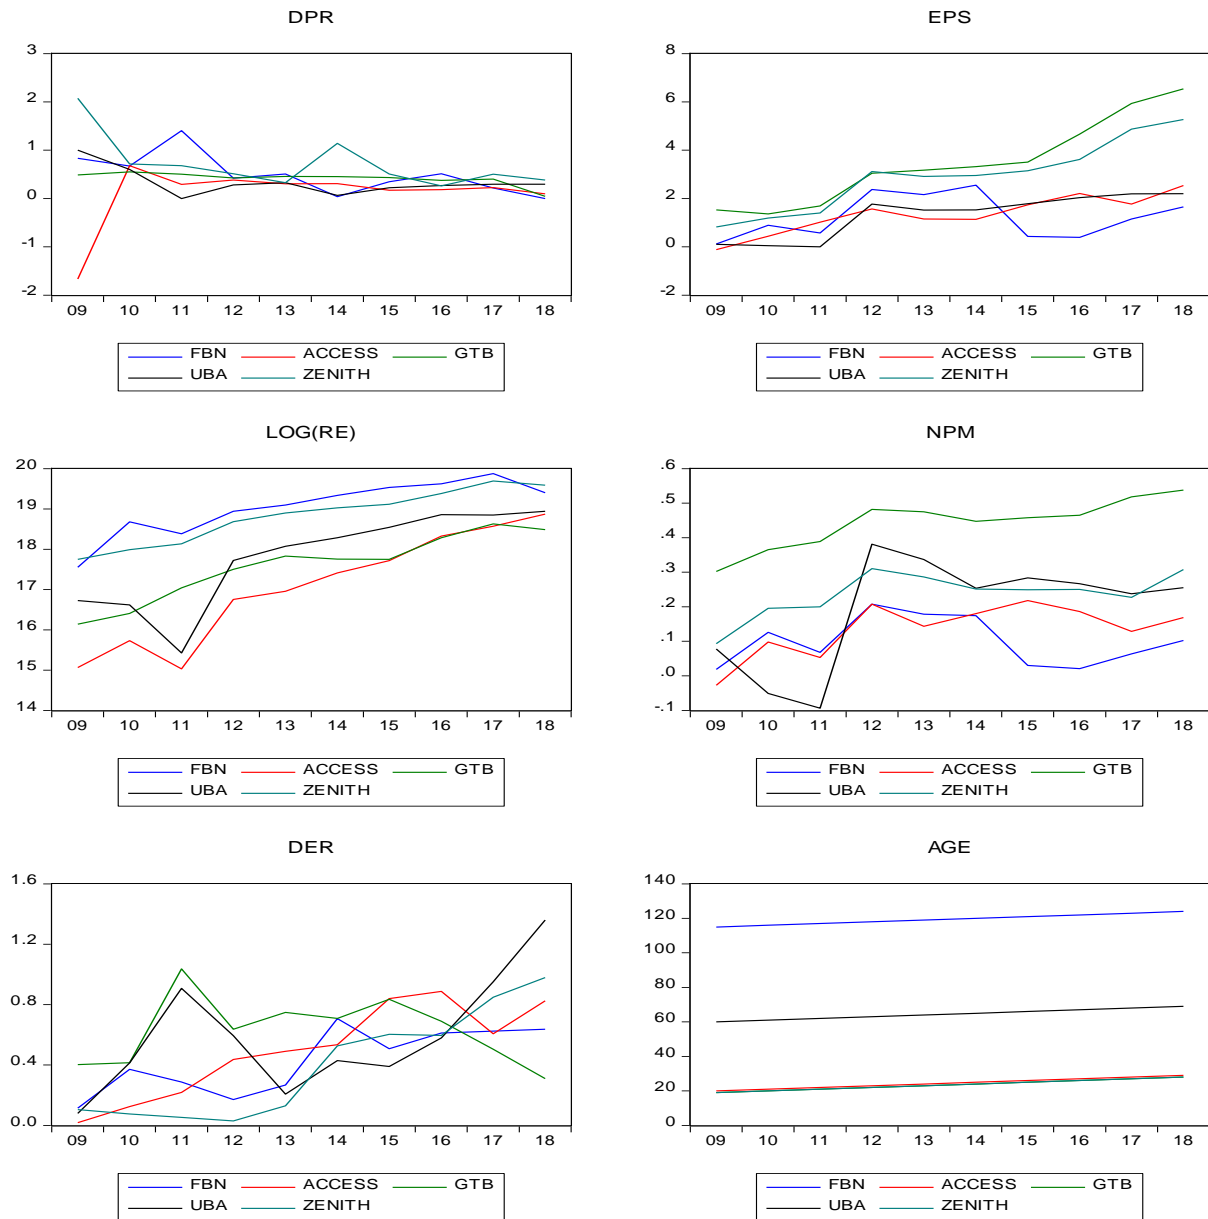 DPR
3
2
1
0
-1
-2
09 10 11 12 13 14 15 16 17 18
FBN ACCESS GTB
UBA ZENITH
EPS
8
6
4
2
0
-2
09 10 11 12 13 14 15 16 17 18
FBN ACCESS GTB
UBA ZENITH
LOG(RE)
20
19
18
17
16
15
14
09 10 11 12 13 14 15 16 17 18
FBN ACCESS GTB
UBA ZENITH
NPM
.6
.5
.4
.3
.2
.1
.0
-.1
09 10 11 12 13 14 15 16 17 18
FBN ACCESS GTB
UBA ZENITH
DER
1.6
1.2
0.8
0.4
0.0
09 10 11 12 13 14 15 16 17 18
FBN ACCESS GTB
UBA ZENITH
AGE
140
120
100
80
60
40
20
0
09 10 11 12 13 14 15 16 17 18
FBN ACCESS GTB
UBA ZENITH